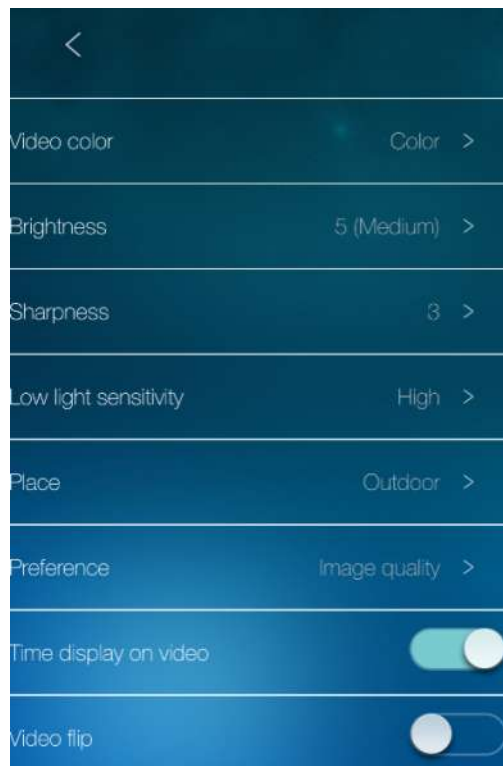 Video color Color >
Brightness 5 (Medium) >
Sharpness 3 >
Low light sensitivity High >
Place Outdoor >
Preference Image quality >
Time display on video
Video flip